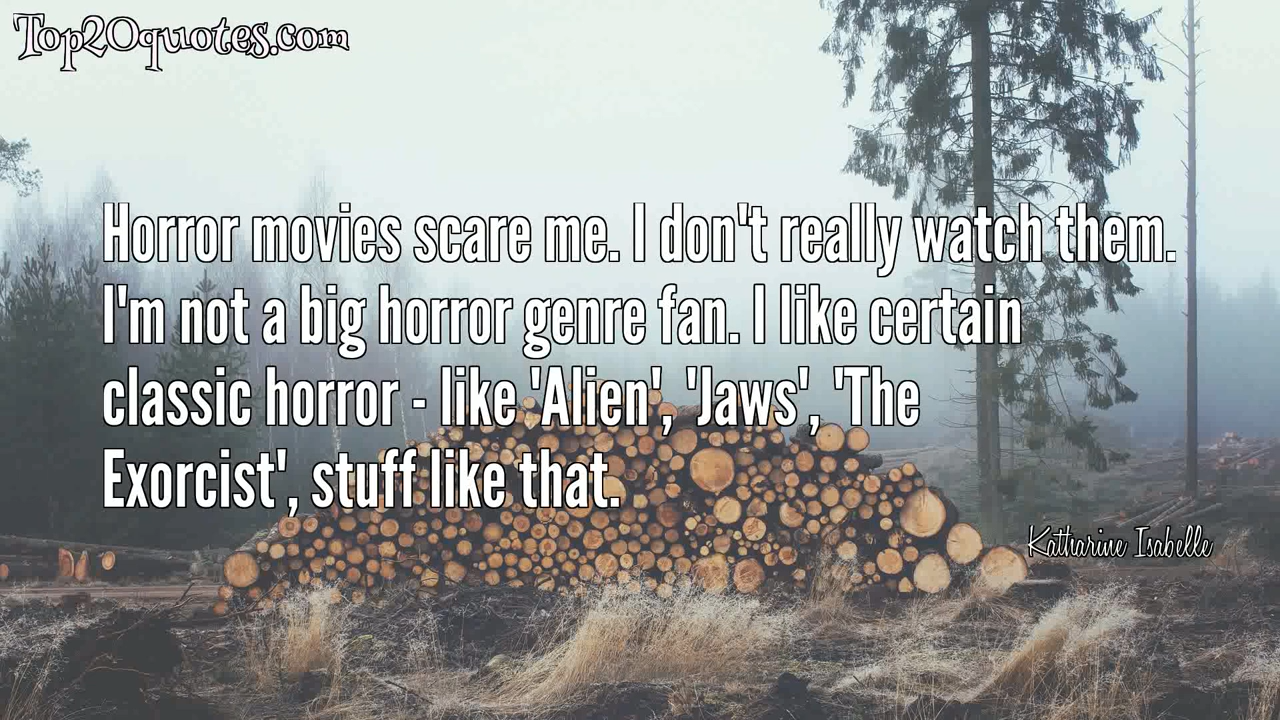 Top20quotes.com
Horror movies scare me. I don't really watch them.
I'm not a big horror genre fan. I like certain
classic horror - like 'Alien', 'Jaws', 'The
Exorcist', stuff like that.
Katharine Isabelle